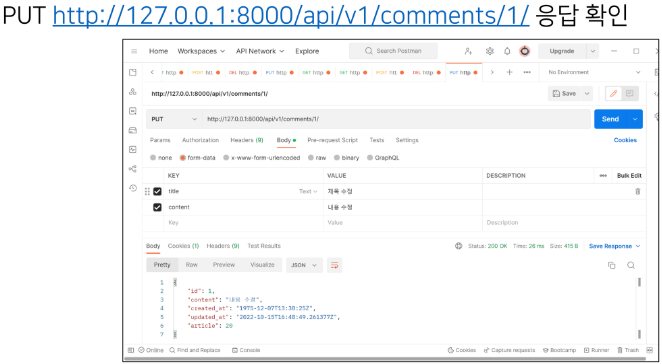 PUT http://127.0.0.1:8000/api/v1/comments/1/ 응답 확인
Home Workspaces API Network Explore Search Postman Upgrade
http POST htt DEL http PUT http GET http GET http POST htt DEL http PUT http No Environment
http://127.0.0.1:8000/api/v1/comments/1/ Save
PUT http://127.0.0.1:8000/api/v1/comments/1/ Send
Params Authorization Headers (9) Body Pre-request Script Tests Settings Cookies
none form-data x-www-form-urlencoded raw binary GraphQL
KEY VALUE DESCRIPTION Bulk Edit
title Text 제목 수정
content 내용 수정
Key Value Description
Body Cookies (1) Headers (9) Test Results Status: 200 OK Time: 26 ms Size: 415 B Save Response
Pretty Raw Preview Visualize JSON
1 {
2 "id": 1,
3 "content": "내용 수정",
4 "created_at": "1975-12-07T13:38:25Z",
5 "updated_at": "2022-10-15T16:48:49.261377Z",
6 "article": 20
7 }
Online Find and Replace Console Cookies Capture requests Bootcamp Runner Trash